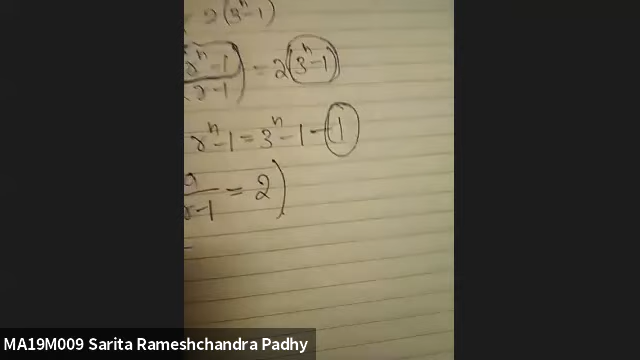 2(3ⁿ-1)
(rⁿ-1)/(r-1) = 2(3ⁿ-1)
rⁿ-1 = 3ⁿ-1 - 1
a/(r-1) = 2)
MA19M009 Sarita Rameshchandra Padhy